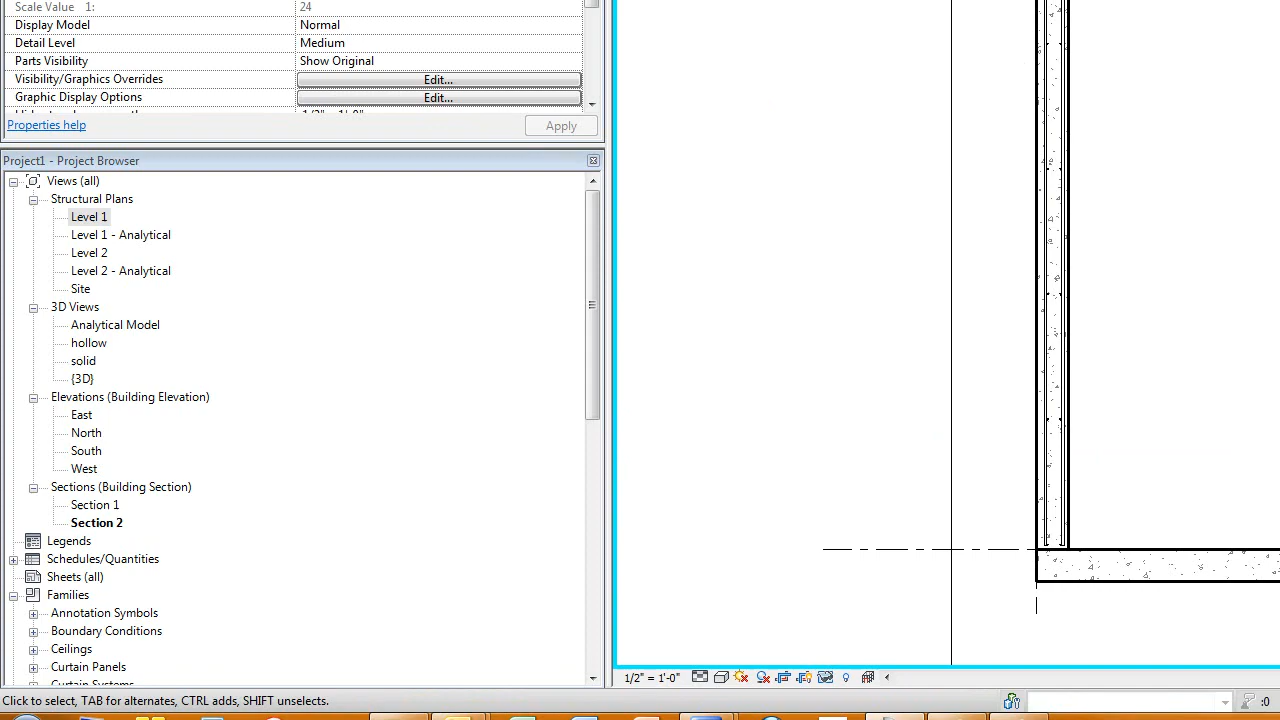 Scale Value 1: 24
Display Model Normal
Detail Level Medium
Parts Visibility Show Original
Visibility/Graphics Overrides Edit...
Graphic Display Options Edit...
Properties help Apply
Project1 - Project Browser
Views (all)
Structural Plans
Level 1
Level 1 - Analytical
Level 2
Level 2 - Analytical
Site
3D Views
Analytical Model
hollow
solid
{3D}
Elevations (Building Elevation)
East
North
South
West
Sections (Building Section)
Section 1
Section 2
Legends
Schedules/Quantities
Sheets (all)
Families
Annotation Symbols
Boundary Conditions
Ceilings
Curtain Panels
Curtain Systems
1/2" = 1'-0"
Click to select, TAB for alternates, CTRL adds, SHIFT unselects.
:0